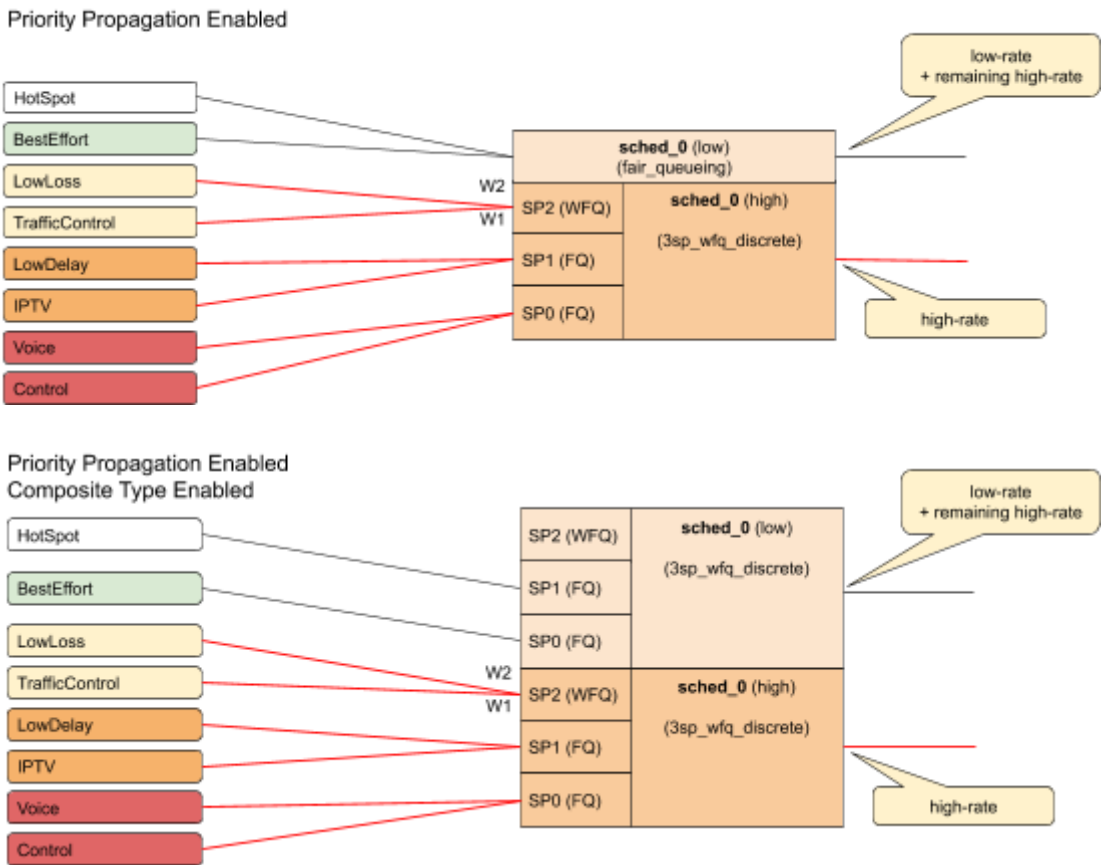 Priority Propagation Enabled
low-rate
+ remaining high-rate
HotSpot
BestEffort
LowLoss
TrafficControl
LowDelay
IPTV
Voice
Control
W2
W1
sched_0 (low)
(fair_queueing)
SP2 (WFQ)
SP1 (FQ)
SP0 (FQ)
sched_0 (high)
(3sp_wfq_discrete)
high-rate
Priority Propagation Enabled
Composite Type Enabled
low-rate
+ remaining high-rate
HotSpot
BestEffort
LowLoss
TrafficControl
LowDelay
IPTV
Voice
Control
W2
W1
SP2 (WFQ)
SP1 (FQ)
SP0 (FQ)
sched_0 (low)
(3sp_wfq_discrete)
SP2 (WFQ)
SP1 (FQ)
SP0 (FQ)
sched_0 (high)
(3sp_wfq_discrete)
high-rate